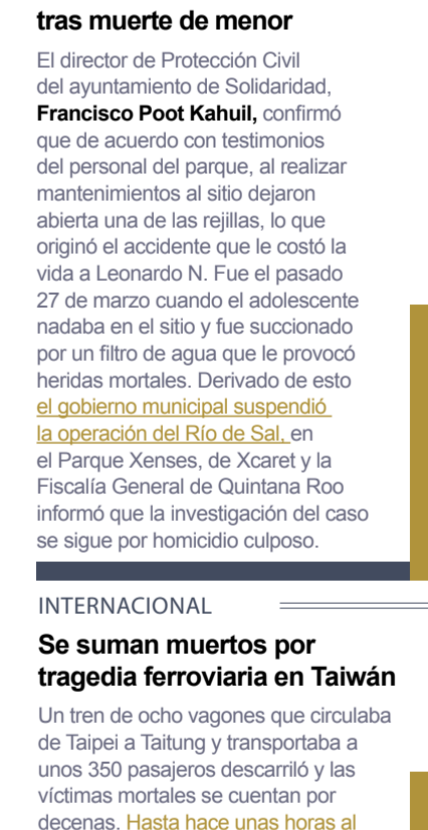 tras muerte de menor
El director de Protección Civil
del ayuntamiento de Solidaridad,
Francisco Poot Kahuil, confirmó
que de acuerdo con testimonios
del personal del parque, al realizar
mantenimientos al sitio dejaron
abierta una de las rejillas, lo que
originó el accidente que le costó la
vida a Leonardo N. Fue el pasado
27 de marzo cuando el adolescente
nadaba en el sitio y fue succionado
por un filtro de agua que le provocó
heridas mortales. Derivado de esto
el gobierno municipal suspendió
la operación del Río de Sal, en
el Parque Xenses, de Xcaret y la
Fiscalía General de Quintana Roo
informó que la investigación del caso
se sigue por homicidio culposo.
INTERNACIONAL
Se suman muertos por
tragedia ferroviaria en Taiwán
Un tren de ocho vagones que circulaba
de Taipei a Taitung y transportaba a
unos 350 pasajeros descarriló y las
víctimas mortales se cuentan por
decenas. Hasta hace unas horas al